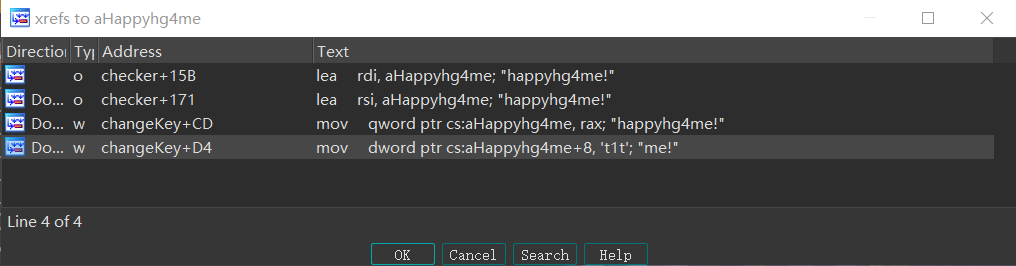 xrefs to aHappyhg4me
Direction Typ Address Text
o checker+15B lea rdi, aHappyhg4me; "happyhg4me!"
Do... o checker+171 lea rsi, aHappyhg4me; "happyhg4me!"
Do... w changeKey+CD mov qword ptr cs:aHappyhg4me, rax; "happyhg4me!"
Do... w changeKey+D4 mov dword ptr cs:aHappyhg4me+8, 't1t'; "me!"
Line 4 of 4
OK Cancel Search Help